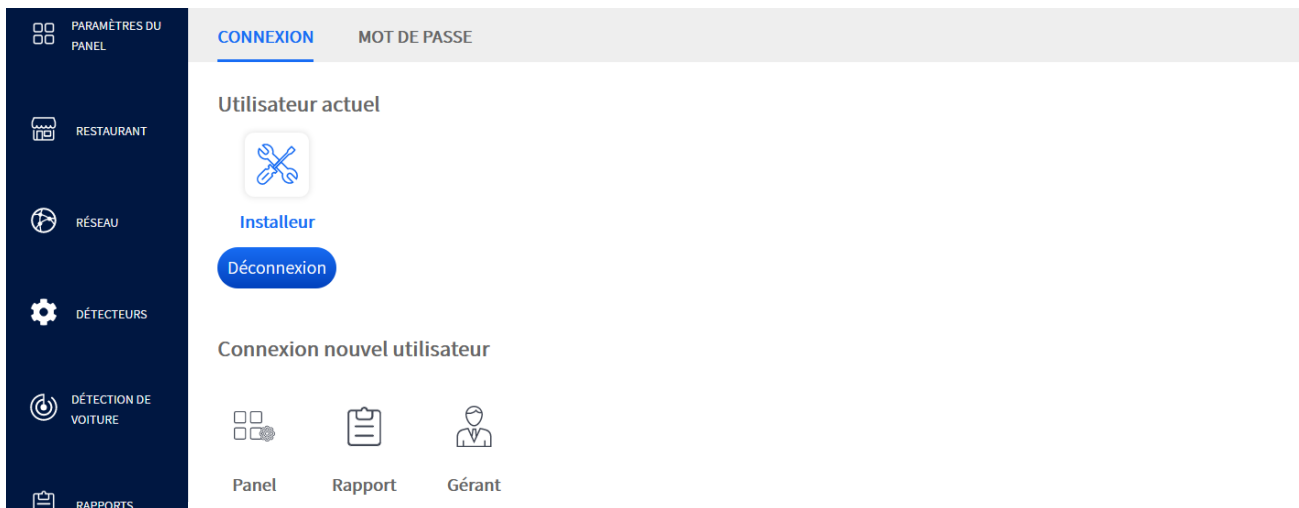 PARAMÈTRES DU
PANEL
CONNEXION MOT DE PASSE
Utilisateur actuel
RESTAURANT
Installeur
RÉSEAU
Déconnexion
DÉTECTEURS
Connexion nouvel utilisateur
DÉTECTION DE
VOITURE
Panel Rapport Gérant
RAPPORTS